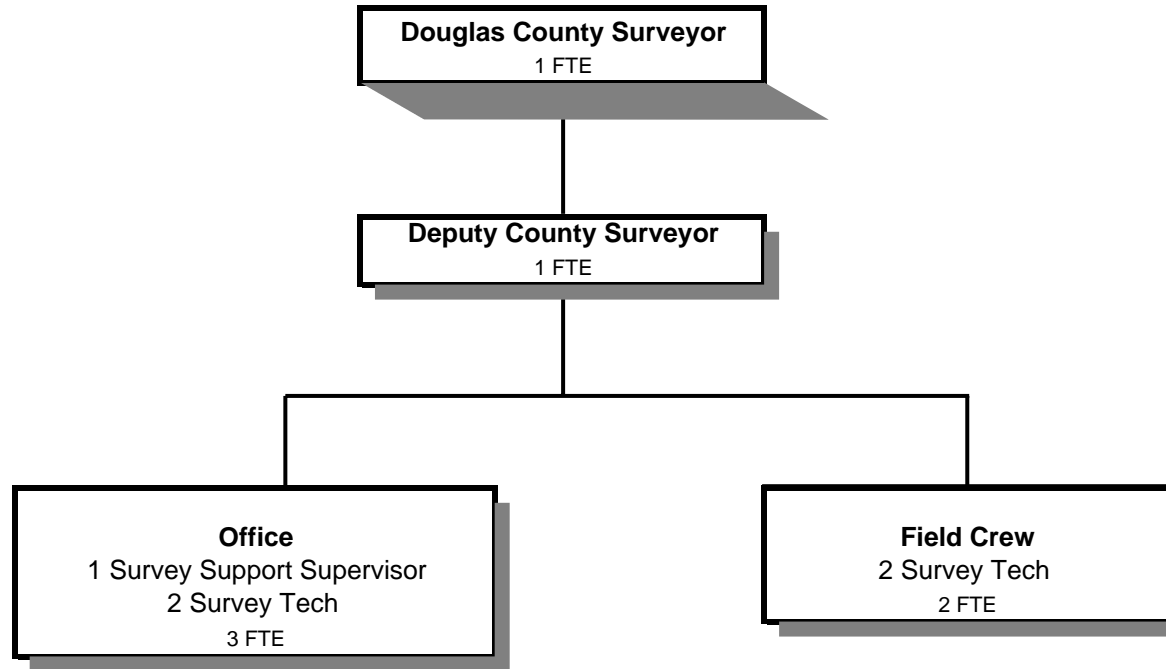 Douglas County Surveyor
1 FTE
Deputy County Surveyor
1 FTE
Office
1 Survey Support Supervisor
2 Survey Tech
3 FTE
Field Crew
2 Survey Tech
2 FTE